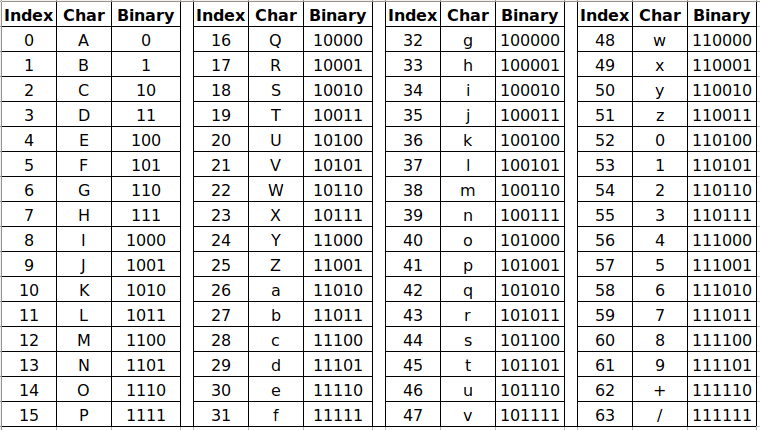 Index Char Binary Index Char Binary Index Char Binary Index Char Binary
0 A 0 16 Q 10000 32 g 100000 48 w 110000
1 B 1 17 R 10001 33 h 100001 49 x 110001
2 C 10 18 S 10010 34 i 100010 50 y 110010
3 D 11 19 T 10011 35 j 100011 51 z 110011
4 E 100 20 U 10100 36 k 100100 52 0 110100
5 F 101 21 V 10101 37 l 100101 53 1 110101
6 G 110 22 W 10110 38 m 100110 54 2 110110
7 H 111 23 X 10111 39 n 100111 55 3 110111
8 I 1000 24 Y 11000 40 o 101000 56 4 111000
9 J 1001 25 Z 11001 41 p 101001 57 5 111001
10 K 1010 26 a 11010 42 q 101010 58 6 111010
11 L 1011 27 b 11011 43 r 101011 59 7 111011
12 M 1100 28 c 11100 44 s 101100 60 8 111100
13 N 1101 29 d 11101 45 t 101101 61 9 111101
14 O 1110 30 e 11110 46 u 101110 62 + 111110
15 P 1111 31 f 11111 47 v 101111 63 / 111111